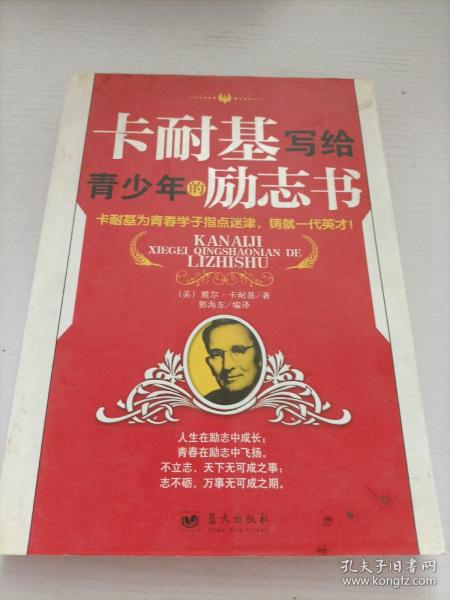 卡耐基写给
青少年的励志书
卡耐基为青春学子指点迷津，铸就一代英才！
KANAIJI
XIEGEI QINGSHAONIAN DE
LIZHISHU
（美）戴尔·卡耐基/著
郭海东/编译
人生在励志中成长；
青春在励志中飞扬。
不立志，天下无可成之事；
志不砺，万事无可成之期。
蓝天出版社
孔夫子旧书网
www.kongfz.com